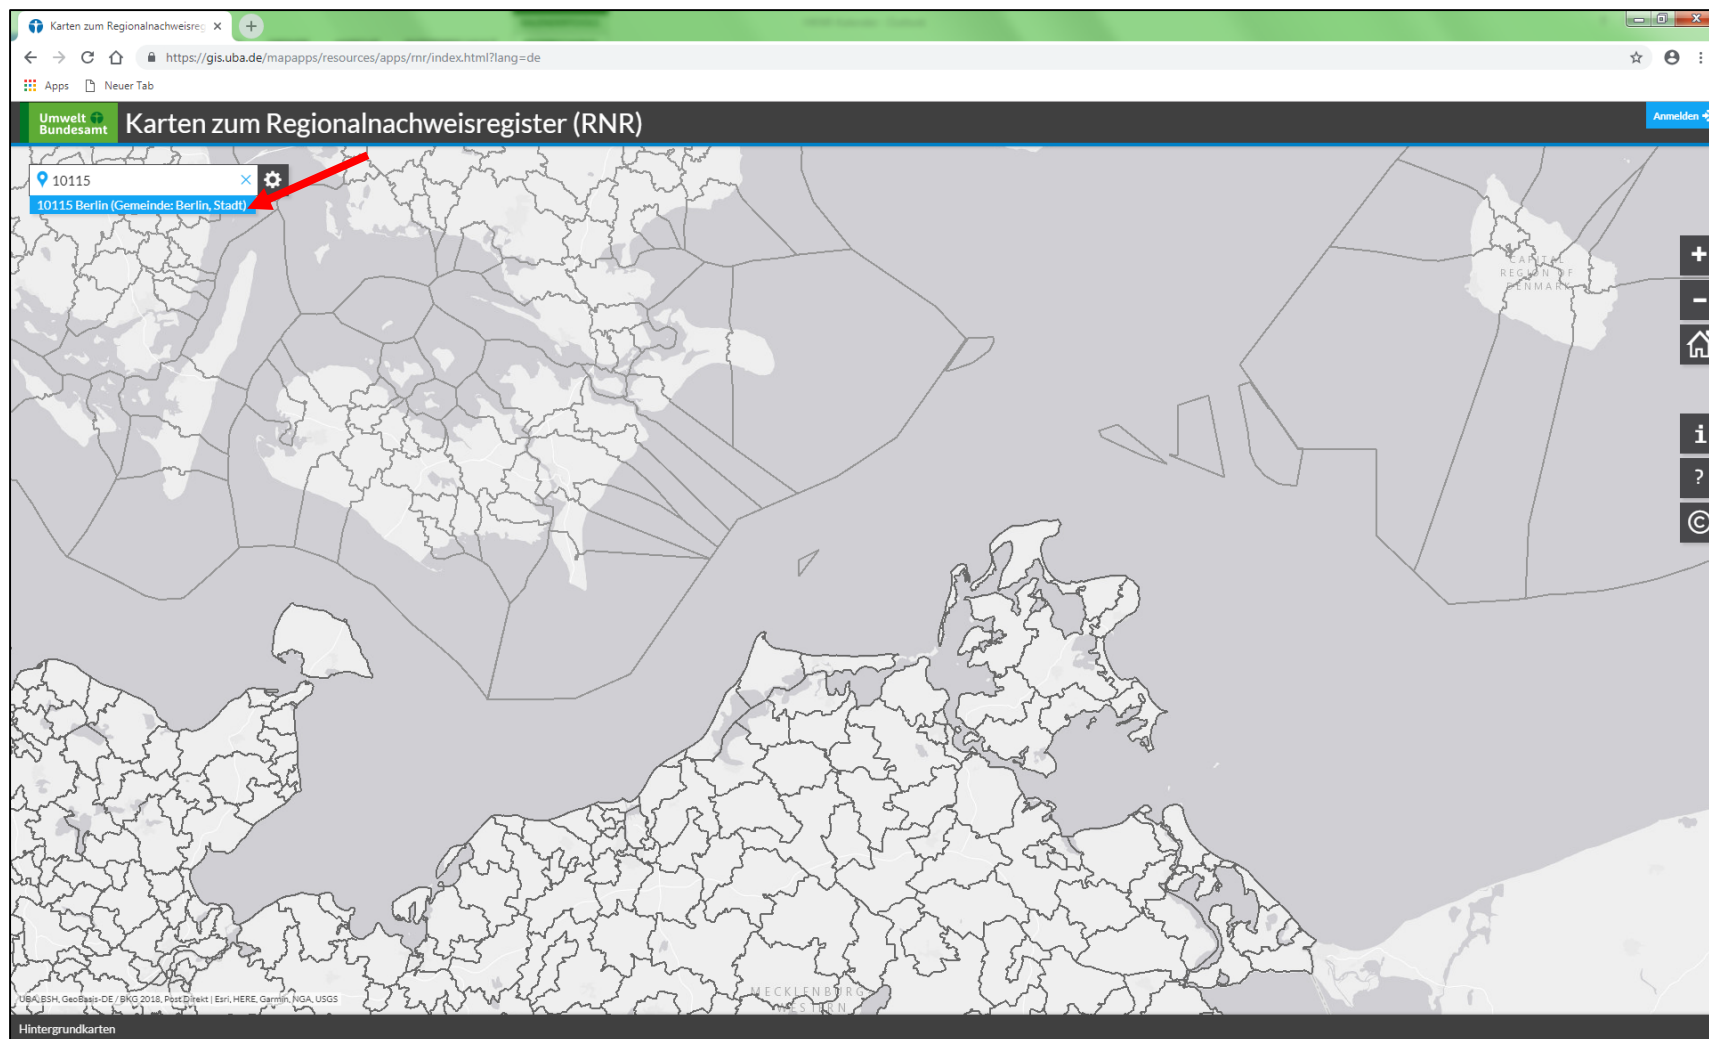 Karten zum Regionalnachweisreg
https://gis.uba.de/mapapps/resources/apps/rnr/index.html?lang=de
Apps Neuer Tab
Umwelt
Bundesamt
Karten zum Regionalnachweisregister (RNR)
Anmelden
10115
10115 Berlin (Gemeinde: Berlin, Stadt)
CAPITAL
REGION OF
DENMARK
MECKLENBURG
WESTERN
UBA, BSH, GeoBasis-DE / BKG 2018, Post Direkt | Esri, HERE, Garmin, NGA, USGS
Hintergrundkarten